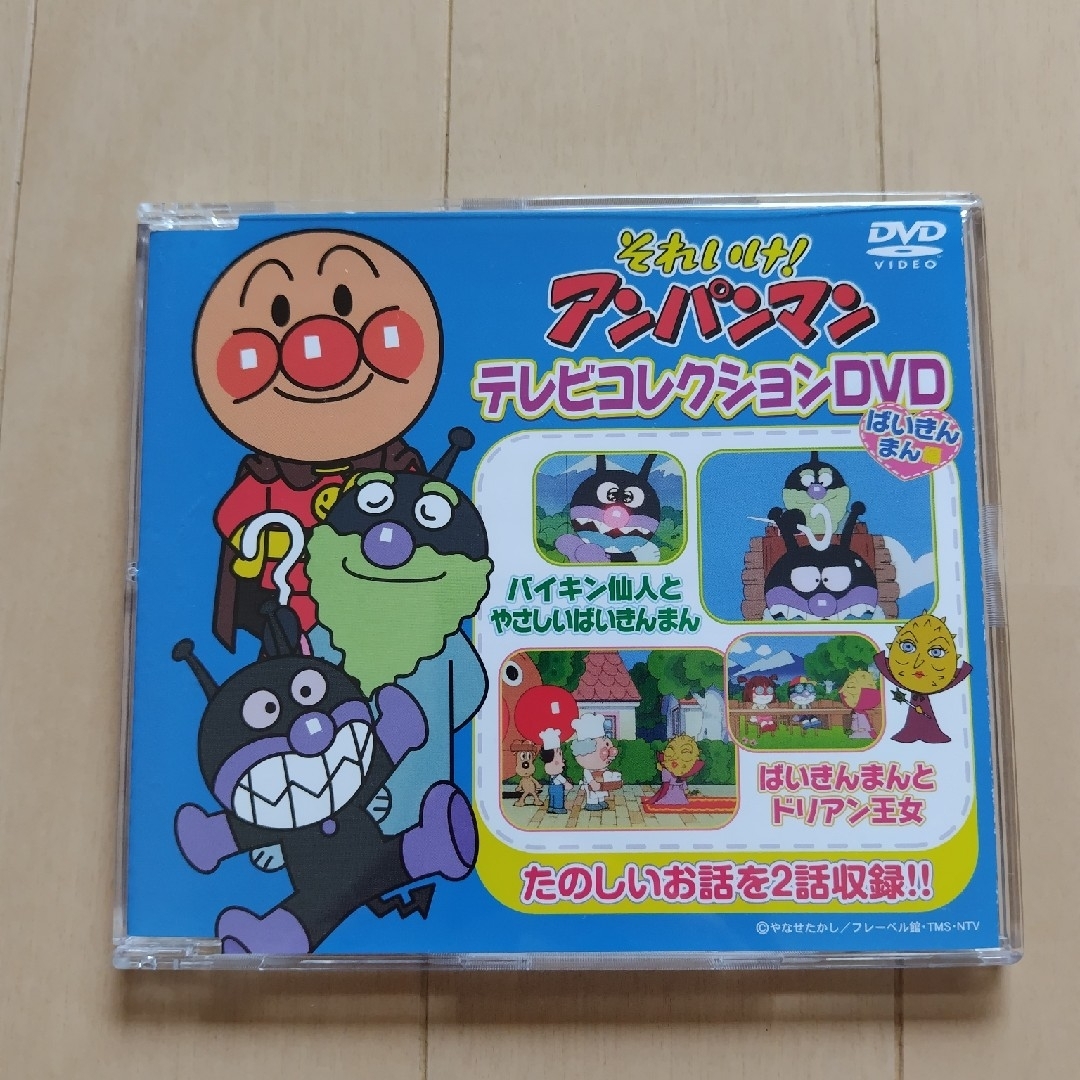 それいけ!
アンパンマン
DVD
VIDEO
テレビコレクションDVD
ばいきん
まん編
バイキン仙人と
やさしいばいきんまん
ばいきんまんと
ドリアン王女
たのしいお話を2話収録!!
©やなせたかし/フレーベル館・TMS・NTV